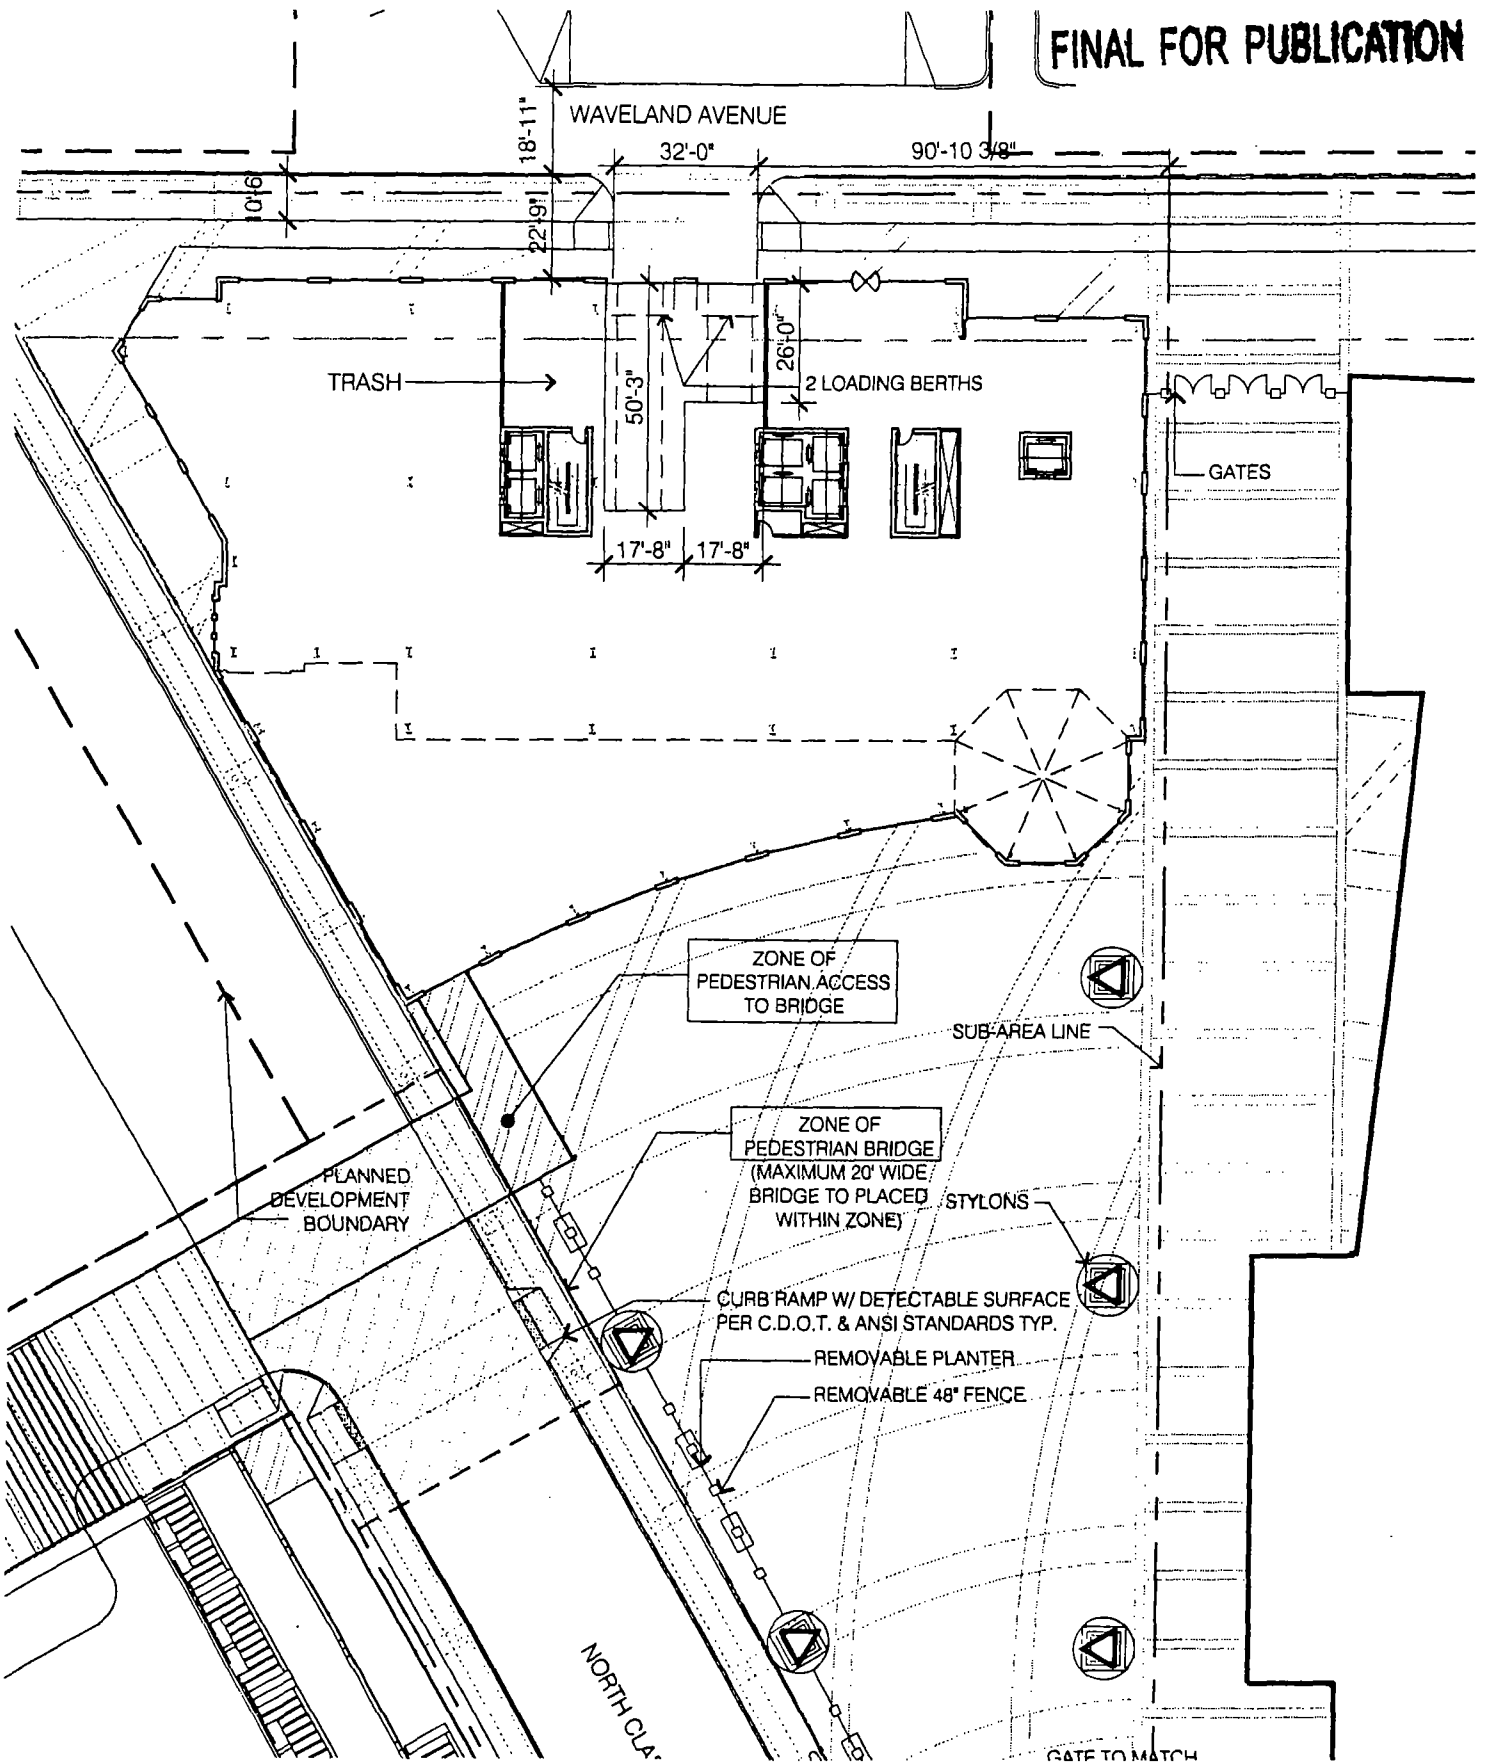 FINAL FOR PUBLICATION
WAVELAND AVENUE
18'-11"
32'-0"
90'-10 3/8"
10'-6
22'-9"
26'-0"
50'-3"
TRASH
2 LOADING BERTHS
GATES
17'-8"
17'-8"
ZONE OF
PEDESTRIAN ACCESS
TO BRIDGE
SUB-AREA LINE
ZONE OF
PEDESTRIAN BRIDGE
(MAXIMUM 20' WIDE
BRIDGE TO PLACED
WITHIN ZONE)
PLANNED
DEVELOPMENT
BOUNDARY
STYLONS
CURB RAMP W/ DETECTABLE SURFACE
PER C.D.O.T. & ANSI STANDARDS TYP.
REMOVABLE PLANTER
REMOVABLE 48" FENCE
NORTH CLA
GATE TO MATCH